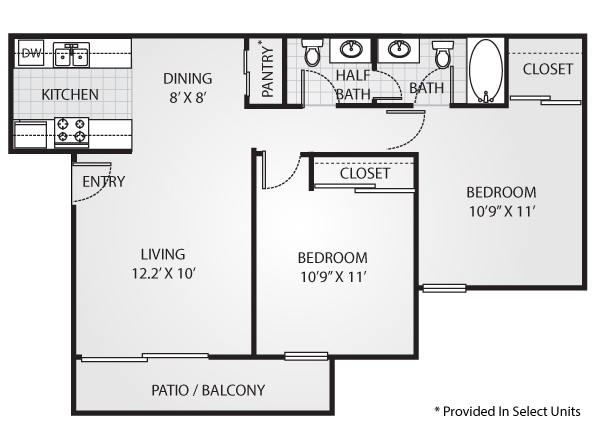 DW
KITCHEN
DINING
8' X 8'
PANTRY*
HALF
BATH
BATH
CLOSET
ENTRY
CLOSET
BEDROOM
10'9" X 11'
LIVING
12.2' X 10'
BEDROOM
10'9" X 11'
PATIO / BALCONY
* Provided In Select Units